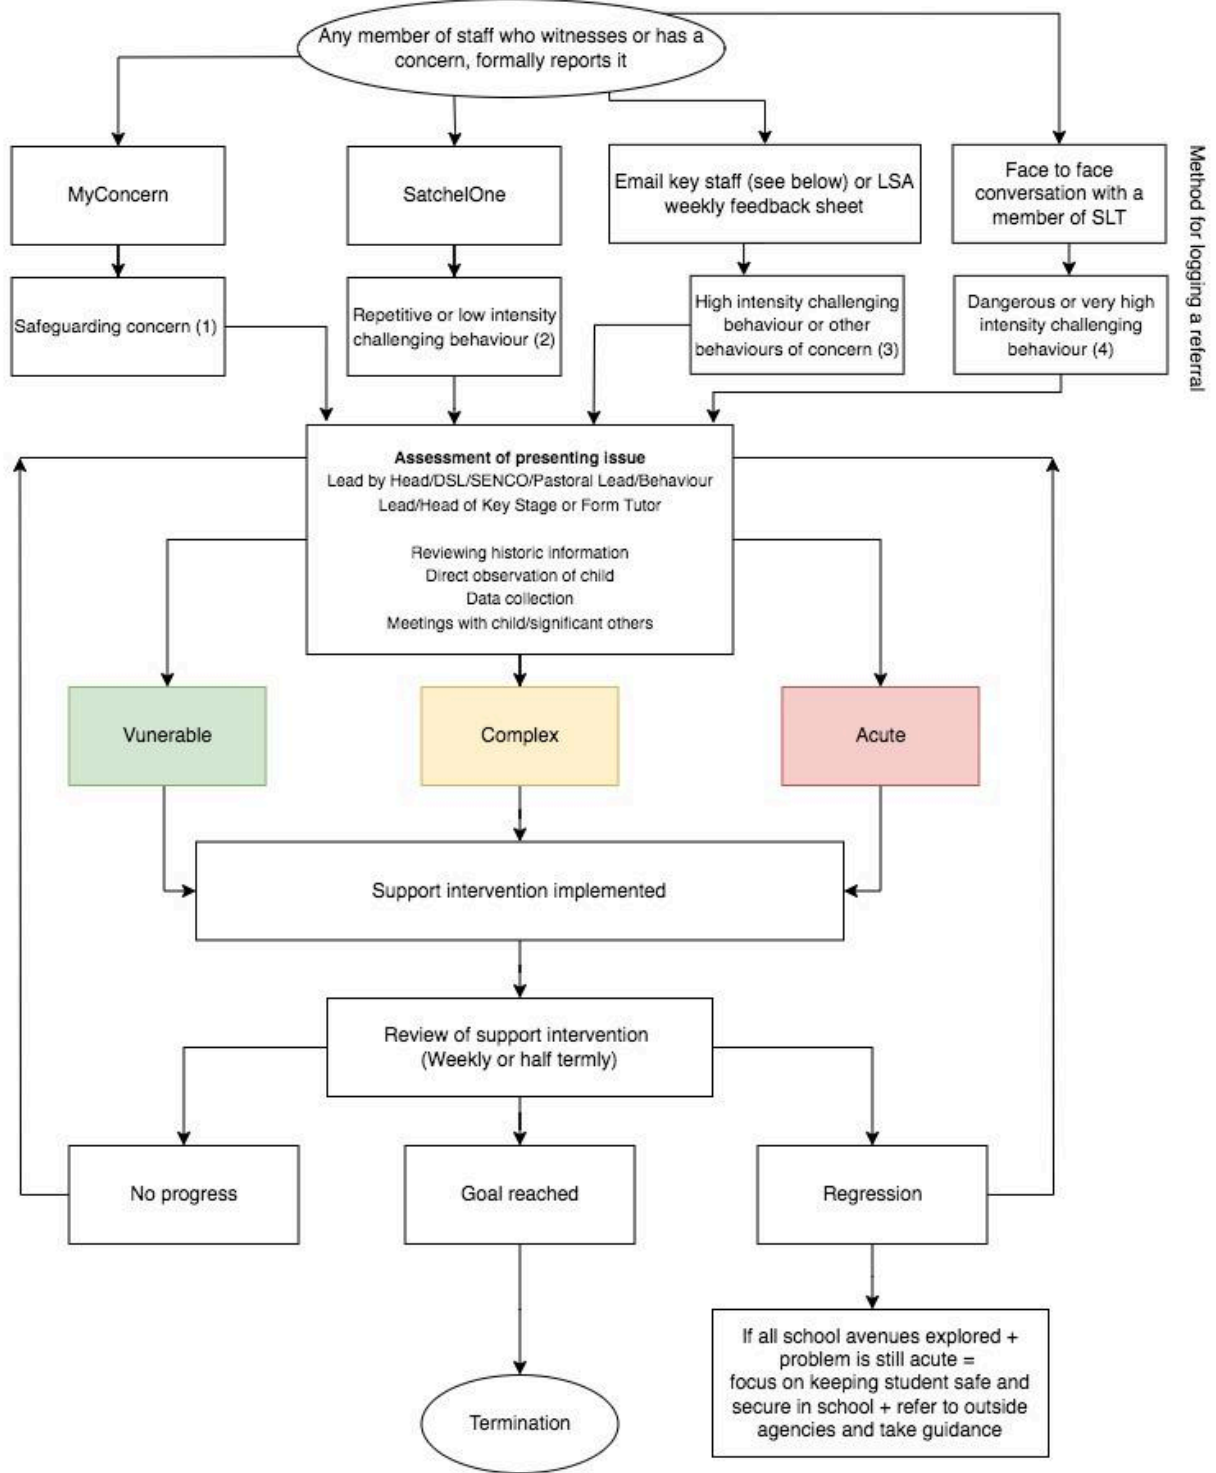 Any member of staff who witnesses or has a
concern, formally reports it
MyConcern
SatchelOne
Email key staff (see below) or LSA
weekly feedback sheet
Face to face
conversation with a
member of SLT
Method for logging a referral
Safeguarding concern (1)
Repetitive or low intensity
challenging behaviour (2)
High intensity challenging
behaviour or other
behaviours of concern (3)
Dangerous or very high
intensity challenging
behaviour (4)
Assessment of presenting issue
Lead by Head/DSL/SENCO/Pastoral Lead/Behaviour
Lead/Head of Key Stage or Form Tutor
Reviewing historic information
Direct observation of child
Data collection
Meetings with child/significant others
Vunerable
Complex
Acute
Support intervention implemented
Review of support intervention
(Weekly or half termly)
No progress
Goal reached
Regression
If all school avenues explored +
problem is still acute =
focus on keeping student safe and
secure in school + refer to outside
agencies and take guidance
Termination